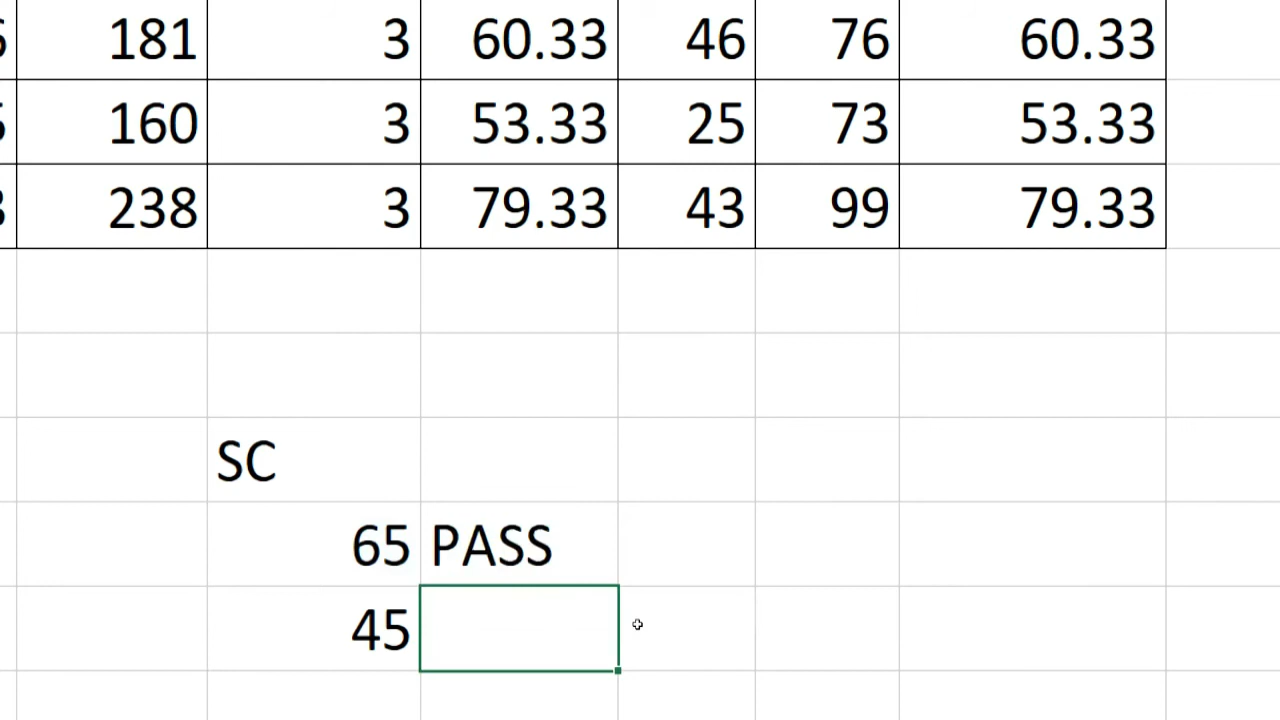 181 3 60.33 46 76 60.33
160 3 53.33 25 73 53.33
238 3 79.33 43 99 79.33
SC
65 PASS
45